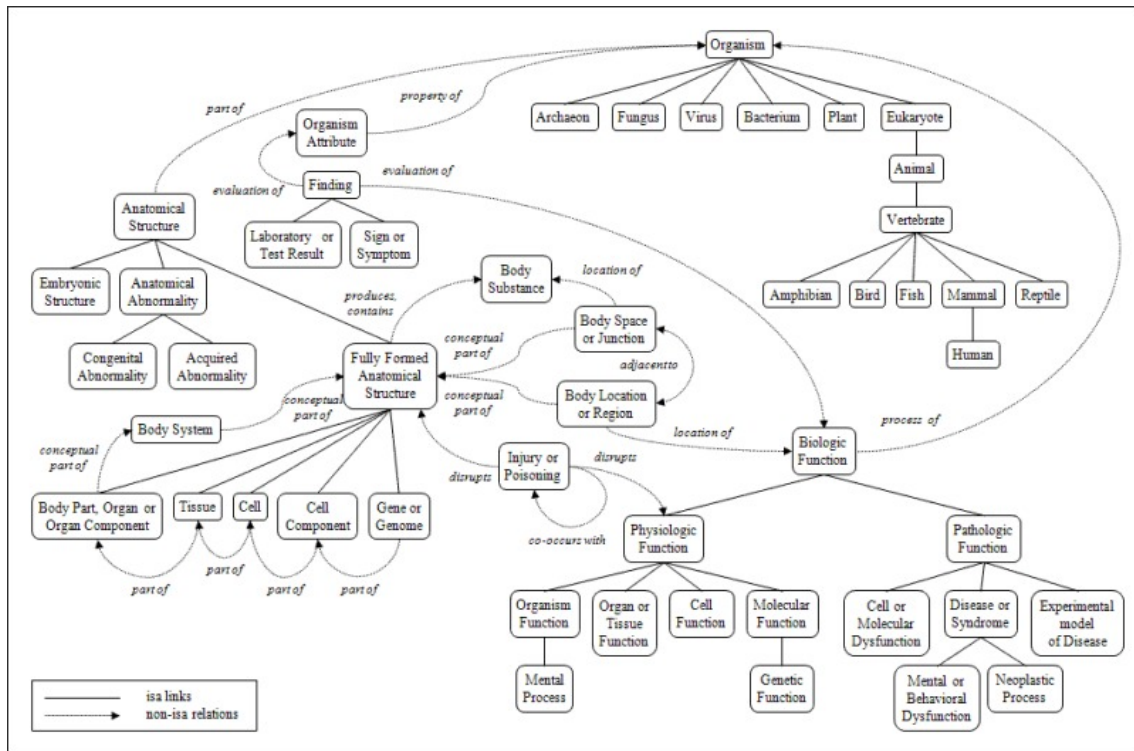 Organism
part of
property of
Archaeon
Fungus
Virus
Bacterium
Plant
Eukaryote
Organism
Attribute
evaluation of
Animal
evaluation of
Finding
Anatomical
Structure
Vertebrate
Laboratory or
Test Result
Sign or
Symptom
Embryonic
Structure
Anatomical
Abnormality
Body
Substance
location of
Amphibian
Bird
Fish
Mammal
Reptile
produces,
contains
Body Space
or Junction
conceptual
part of
Congenital
Abnormality
Acquired
Abnormality
Fully Formed
Anatomical
Structure
adjacent to
Human
conceptual
part of
Body Location
or Region
conceptual
part of
Body System
location of
process of
Biologic
Function
conceptual
part of
Injury or
Poisoning
disrupts
disrupts
Body Part, Organ or
Organ Component
Tissue
Cell
Cell
Component
Gene or
Genome
co-occurs with
Physiologic
Function
Pathologic
Function
part of
part of
part of
part of
Organism
Function
Organ or
Tissue
Function
Cell
Function
Molecular
Function
Cell or
Molecular
Dysfunction
Disease or
Syndrome
Experimental
model
of Disease
Mental
Process
Genetic
Function
Mental or
Behavioral
Dysfunction
Neoplastic
Process
isa links
non-isa relations